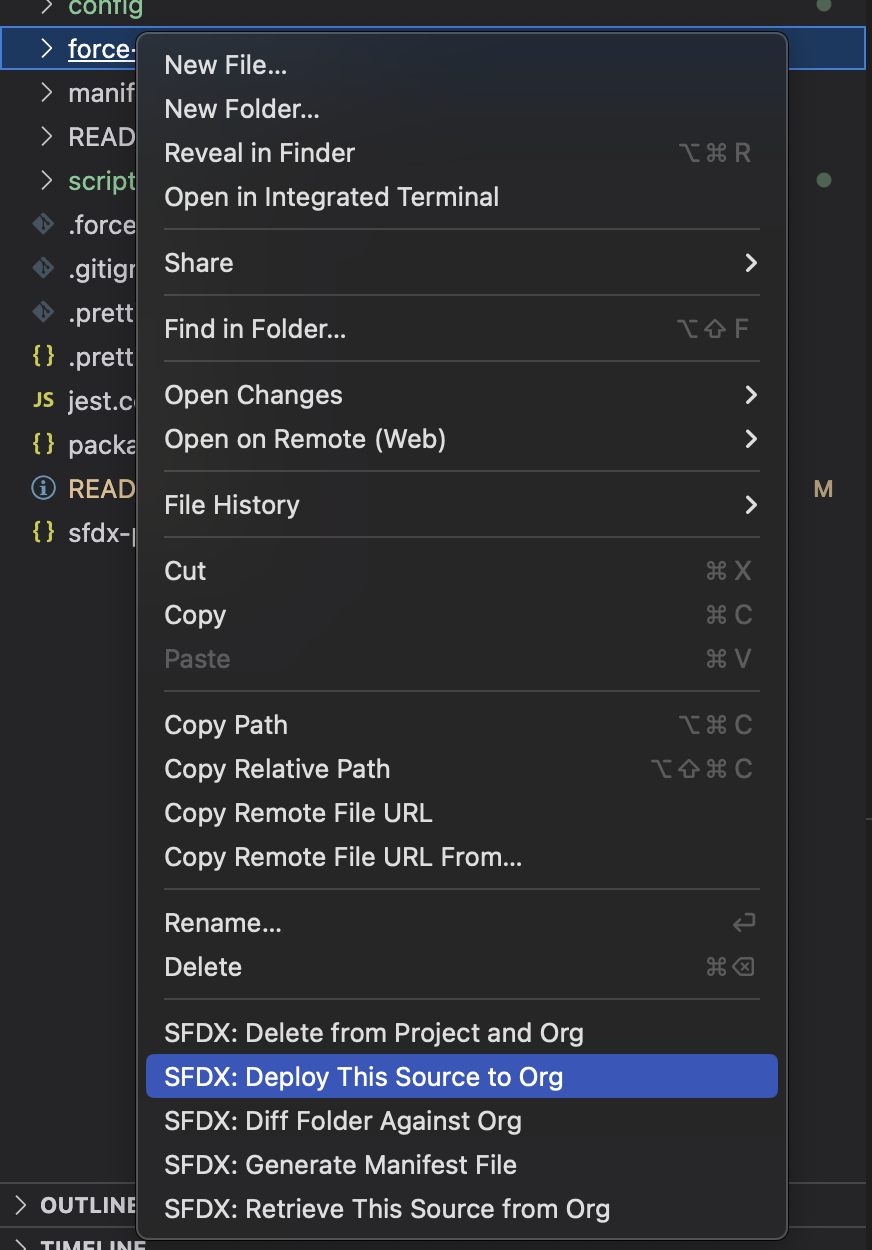 config
force-
New File...
New Folder...
manif
READ
Reveal in Finder ⌥⌘ R
script
Open in Integrated Terminal
.force
.gitigr
Share
.prett
Find in Folder... ⌥⇧ F
{} .prett
JS jest.c
Open Changes
{} packa
Open on Remote (Web)
READ M
File History
{} sfdx-p
Cut ⌘ X
Copy ⌘ C
Paste ⌘ V
Copy Path ⌥⌘ C
Copy Relative Path ⌥⇧⌘ C
Copy Remote File URL
Copy Remote File URL From...
Rename...
Delete ⌘⌫
SFDX: Delete from Project and Org
SFDX: Deploy This Source to Org
SFDX: Diff Folder Against Org
SFDX: Generate Manifest File
SFDX: Retrieve This Source from Org
OUTLINE
TIMELINE